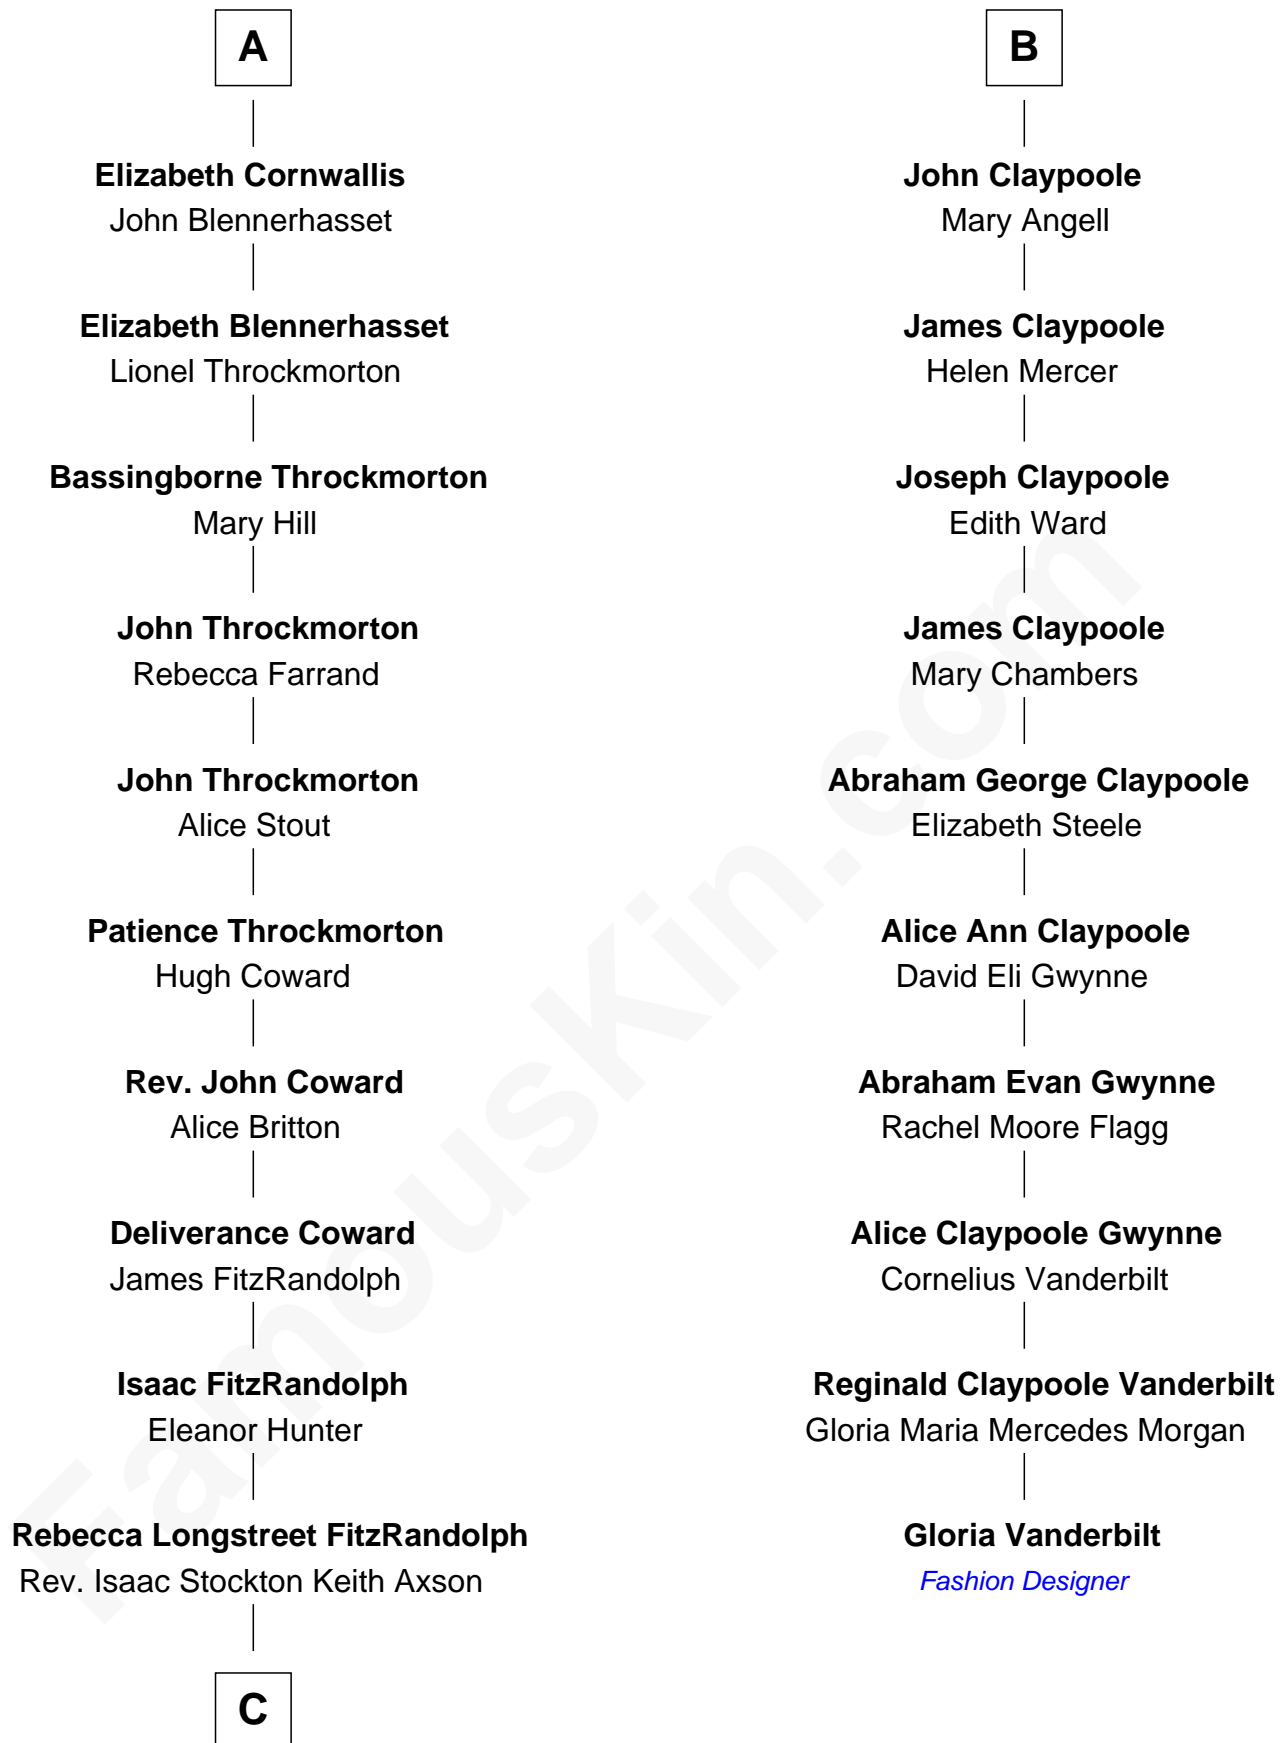 A
Elizabeth Cornwallis
John Blennerhasset
Elizabeth Blennerhasset
Lionel Throckmorton
Bassingborne Throckmorton
Mary Hill
John Throckmorton
Rebecca Farrand
John Throckmorton
Alice Stout
Patience Throckmorton
Hugh Coward
Rev. John Coward
Alice Britton
Deliverance Coward
James FitzRandolph
Isaac FitzRandolph
Eleanor Hunter
Rebecca Longstreet FitzRandolph
Rev. Isaac Stockton Keith Axson
C
B
John Claypoole
Mary Angell
James Claypoole
Helen Mercer
Joseph Claypoole
Edith Ward
James Claypoole
Mary Chambers
Abraham George Claypoole
Elizabeth Steele
Alice Ann Claypoole
David Eli Gwynne
Abraham Evan Gwynne
Rachel Moore Flagg
Alice Claypoole Gwynne
Cornelius Vanderbilt
Reginald Claypoole Vanderbilt
Gloria Maria Mercedes Morgan
Gloria Vanderbilt
Fashion Designer
FamousKin.com